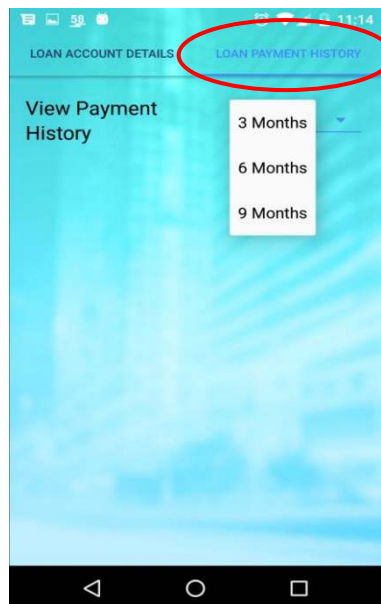 58
11:14
LOAN ACCOUNT DETAILS
LOAN PAYMENT HISTORY
View Payment
History
3 Months
6 Months
9 Months